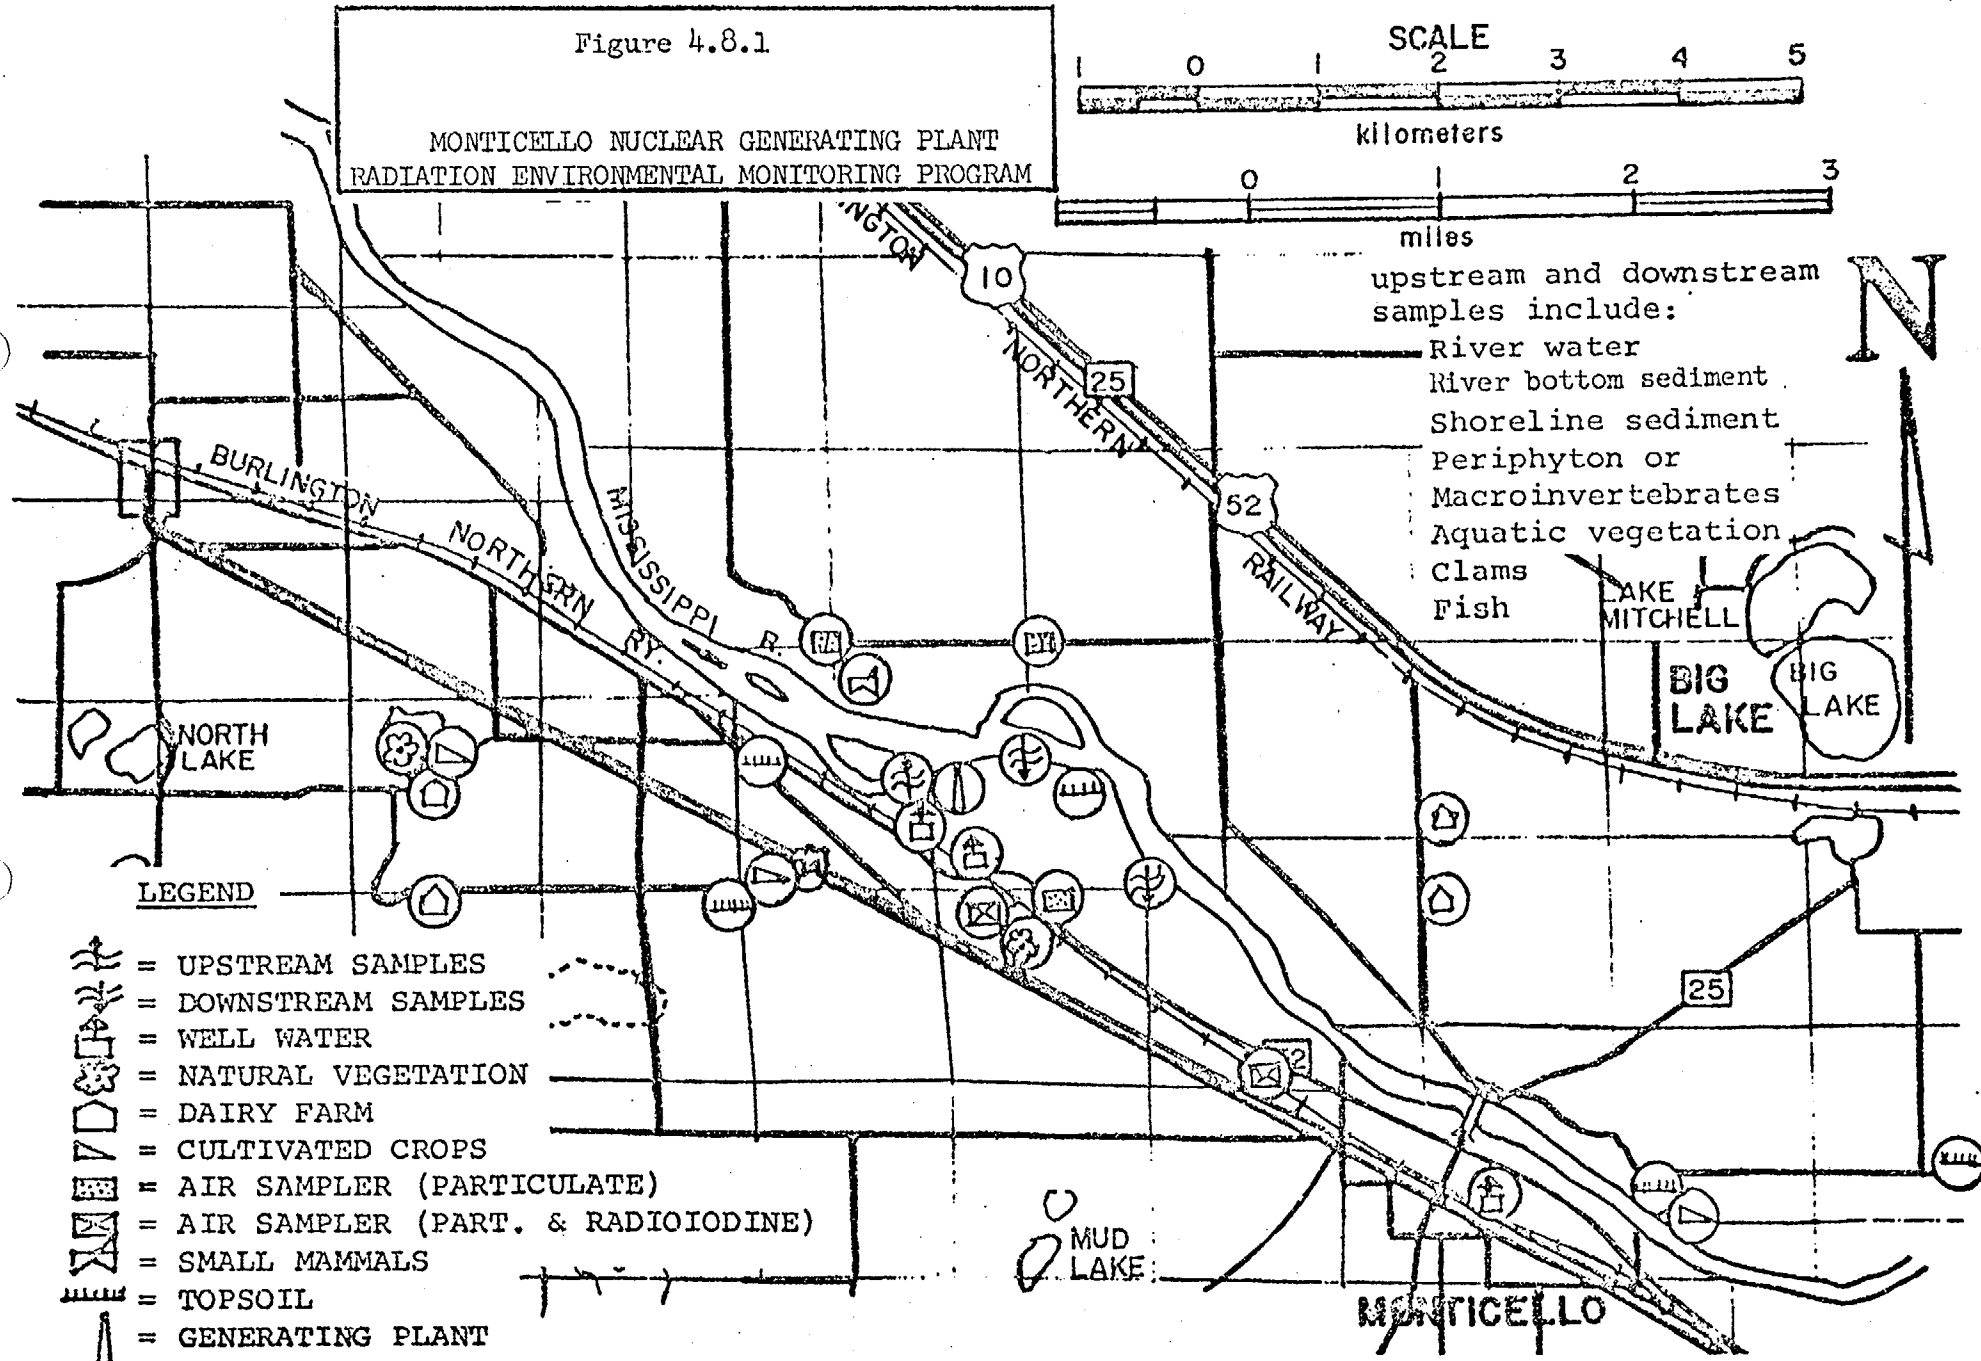 Figure 4.8.1
MONTICELLO NUCLEAR GENERATING PLANT
RADIATION ENVIRONMENTAL MONITORING PROGRAM
SCALE
1 0 1 2 3 4 5
kilometers
0 1 2 3
miles
upstream and downstream
samples include:
River water
River bottom sediment
Shoreline sediment
Periphyton or
Macroinvertebrates
Aquatic vegetation
Clams
Fish
N
10
NORTHERN
25
52
RAILWAY
BURLINGTON
NORTHERN
RY.
MISSISSIPPI R.
LAKE
MITCHELL
BIG
LAKE
BIG
LAKE
NORTH
LAKE
25
MUD
LAKE
MONTICELLO
LEGEND
= UPSTREAM SAMPLES
= DOWNSTREAM SAMPLES
= WELL WATER
= NATURAL VEGETATION
= DAIRY FARM
= CULTIVATED CROPS
= AIR SAMPLER (PARTICULATE)
= AIR SAMPLER (PART. & RADIOIODINE)
= SMALL MAMMALS
= TOPSOIL
= GENERATING PLANT